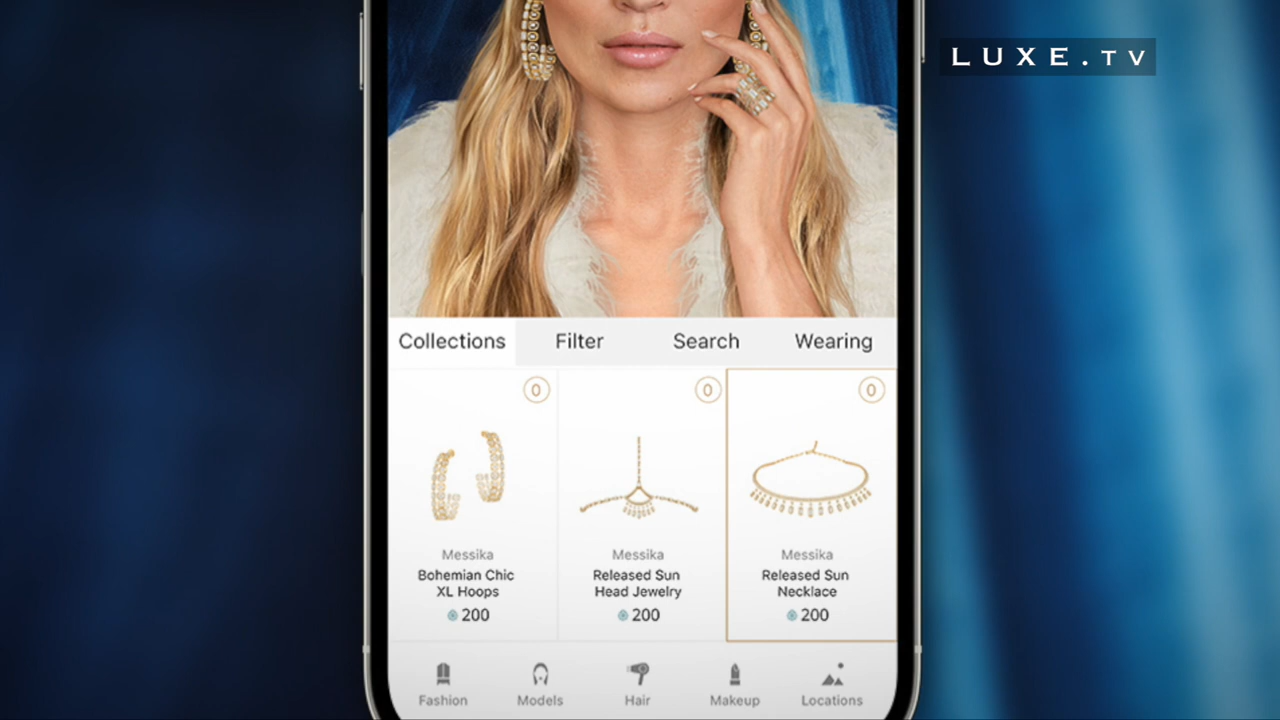 LUXE.TV
Collections
Filter
Search
Wearing
0
0
0
Messika
Bohemian Chic
XL Hoops
200
Messika
Released Sun
Head Jewelry
200
Messika
Released Sun
Necklace
200
Fashion
Models
Hair
Makeup
Locations